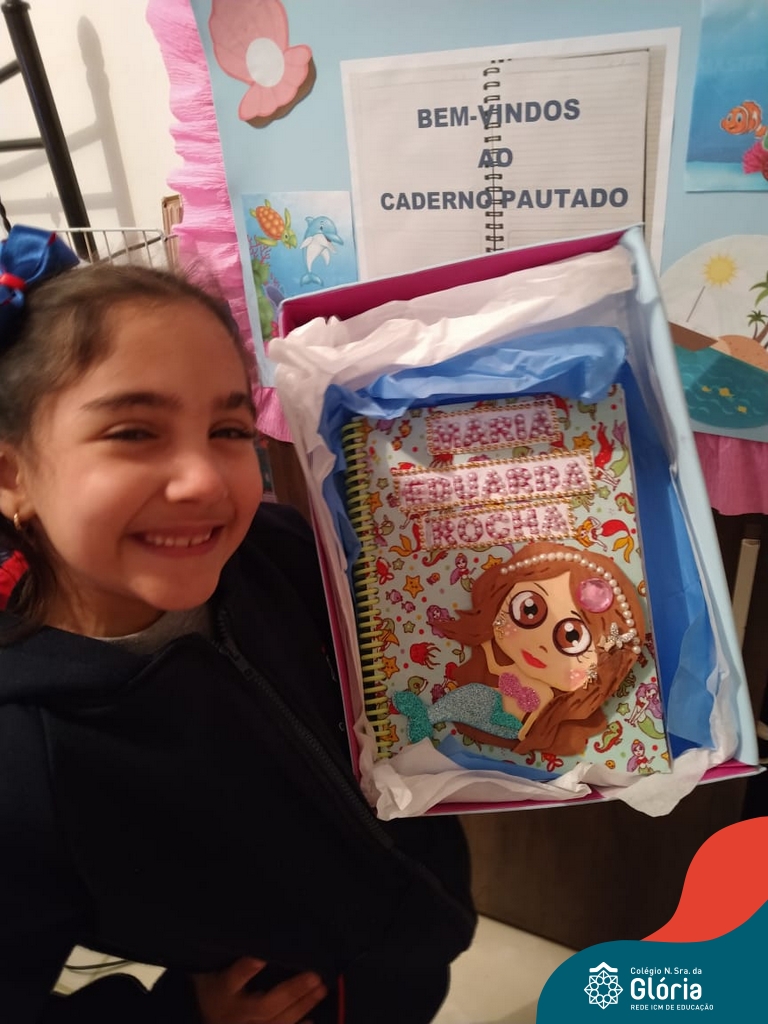 BEM-VINDOS
AO
CADERNO PAUTADO
MARIA
EDUARDA
ROCHA
Colégio N. Sra. da
Glória
REDE ICM DE EDUCAÇÃO